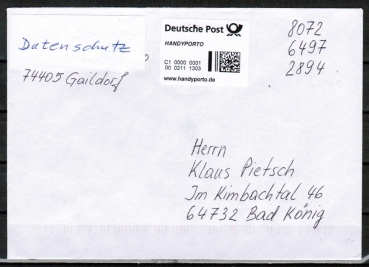 Datenschutz
74405 Gaildorf
Deutsche Post
HANDYPORTO
C1 0000 0001
00 0211 1303
www.handyporto.de
8072
6497
2894
Herrn
Klaus Pietsch
Im Kimbachtal 46
64732 Bad König